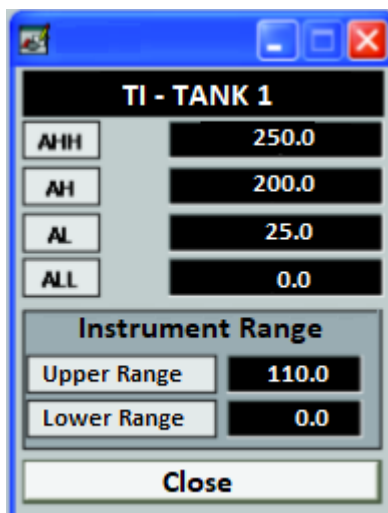 TI - TANK 1
AHH 250.0
AH 200.0
AL 25.0
ALL 0.0
Instrument Range
Upper Range 110.0
Lower Range 0.0
Close